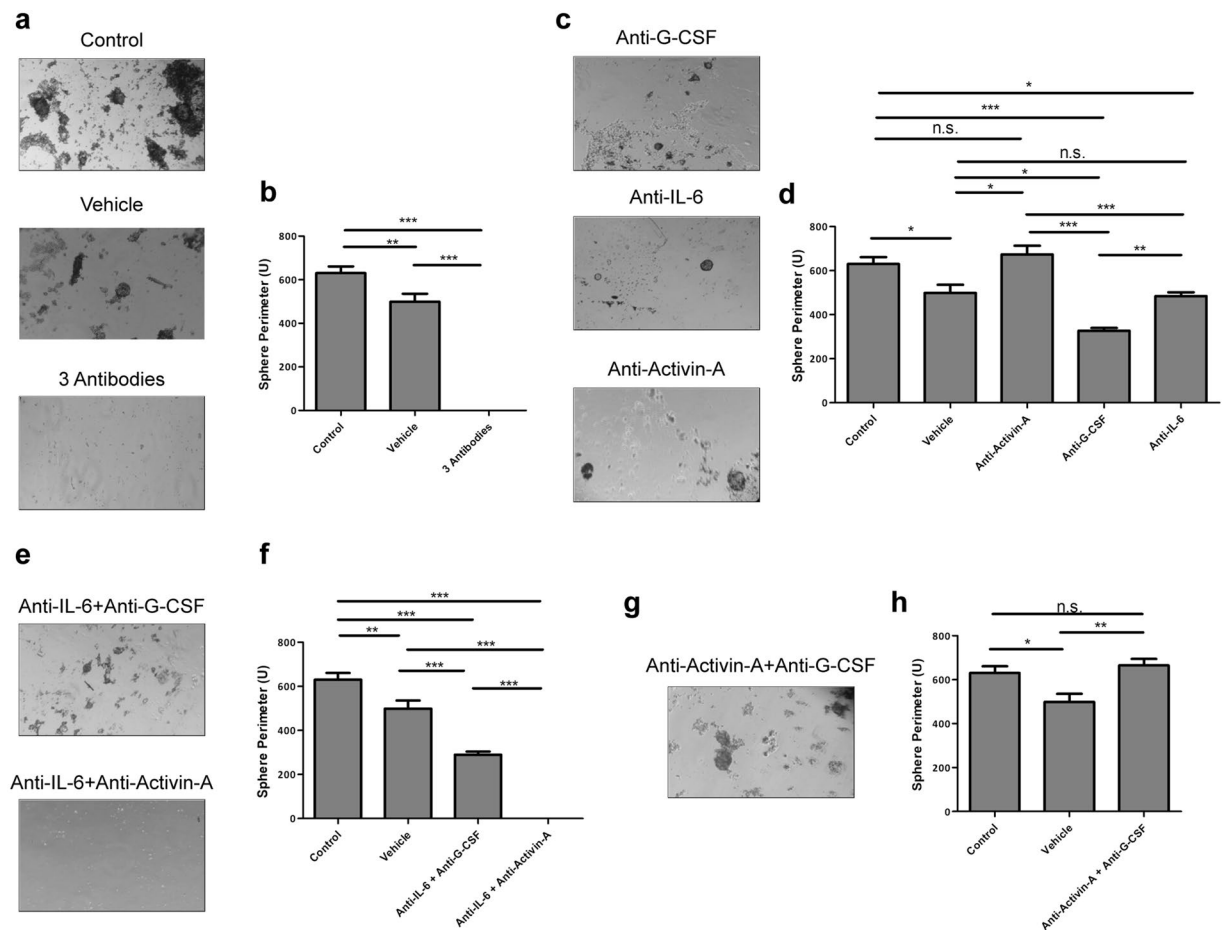 a
Control
Vehicle
3 Antibodies
b
***
**
***
800
600
400
200
0
Sphere Perimeter (U)
Control
Vehicle
3 Antibodies
c
Anti-G-CSF
Anti-IL-6
Anti-Activin-A
d
*
***
n.s.
n.s.
*
*
***
***
*
**
800
600
400
200
0
Sphere Perimeter (U)
Control
Vehicle
Anti-Activin-A
Anti-G-CSF
Anti-IL-6
e
Anti-IL-6+Anti-G-CSF
Anti-IL-6+Anti-Activin-A
f
***
***
**
***
***
***
800
600
400
200
0
Sphere Perimeter (U)
Control
Vehicle
Anti-IL-6 + Anti-G-CSF
Anti-IL-6 + Anti-Activin-A
g
Anti-Activin-A+Anti-G-CSF
h
n.s.
*
**
800
600
400
200
0
Sphere Perimeter (U)
Control
Vehicle
Anti-Activin-A + Anti-G-CSF